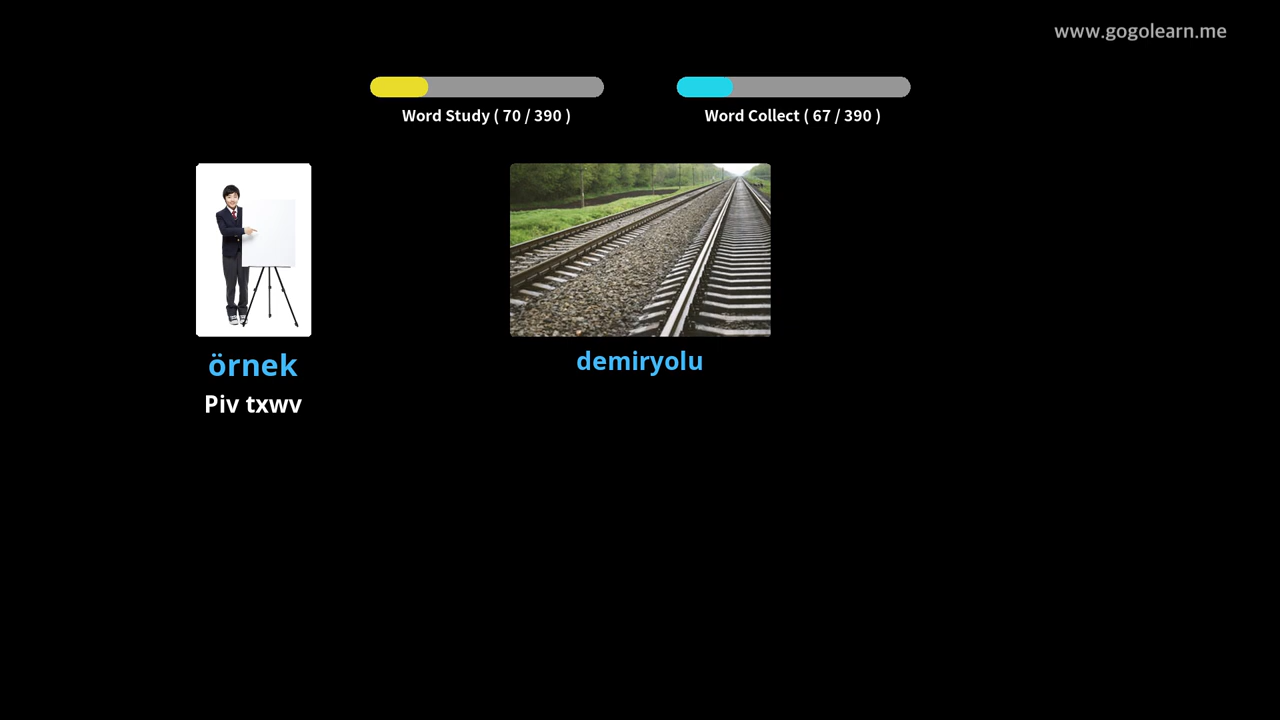 www.gogolearn.me
Word Study ( 70 / 390 )
Word Collect ( 67 / 390 )
örnek
Piv txwv
demiryolu